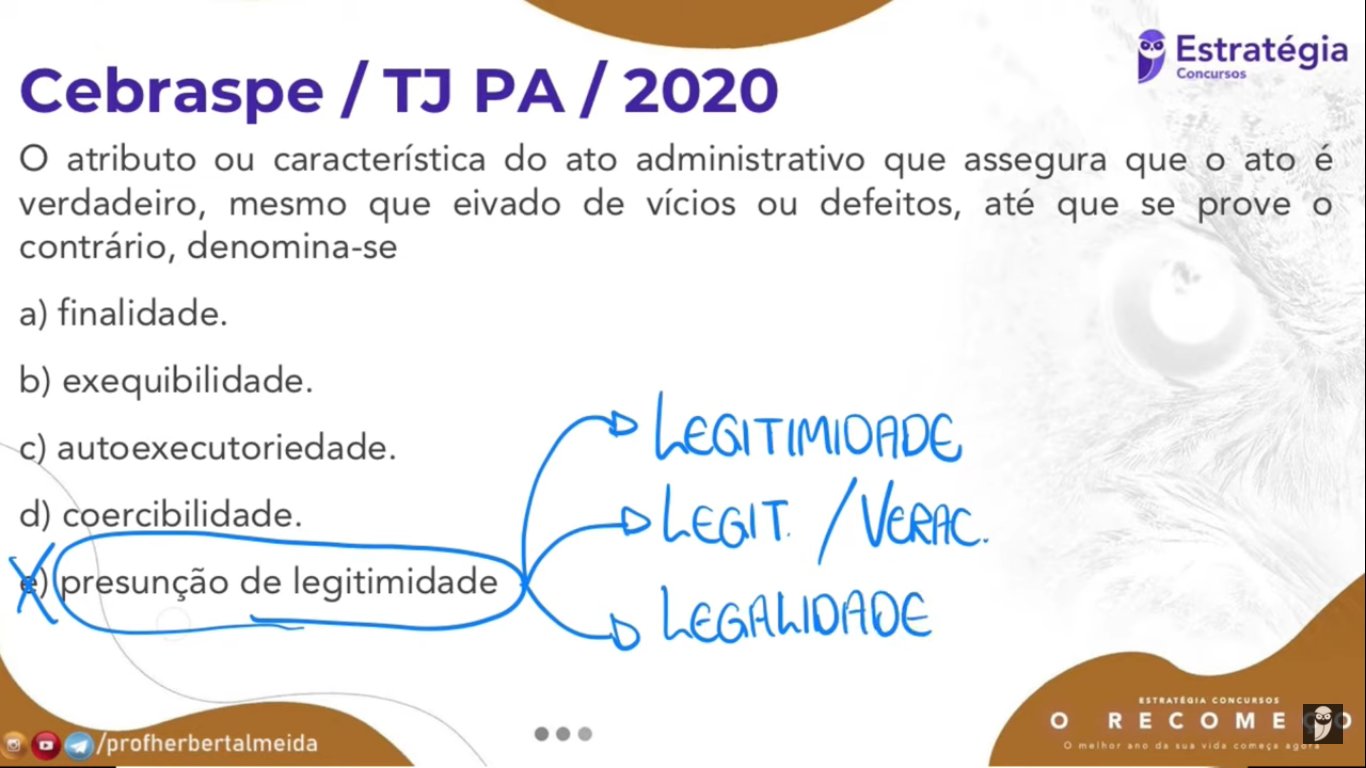 Estratégia
Concursos
Cebraspe / TJ PA / 2020
O atributo ou característica do ato administrativo que assegura que o ato é
verdadeiro, mesmo que eivado de vícios ou defeitos, até que se prove o
contrário, denomina-se
a) finalidade.
b) exequibilidade.
c) autoexecutoriedade.
d) coercibilidade.
e) presunção de legitimidade
LEGITIMIDADE
LEGIT. / VERAC.
LEGALIDADE
/profherbertalmeida
ESTRATÉGIA CONCURSOS
O RECOMEÇO
O melhor ano da sua vida começa agora